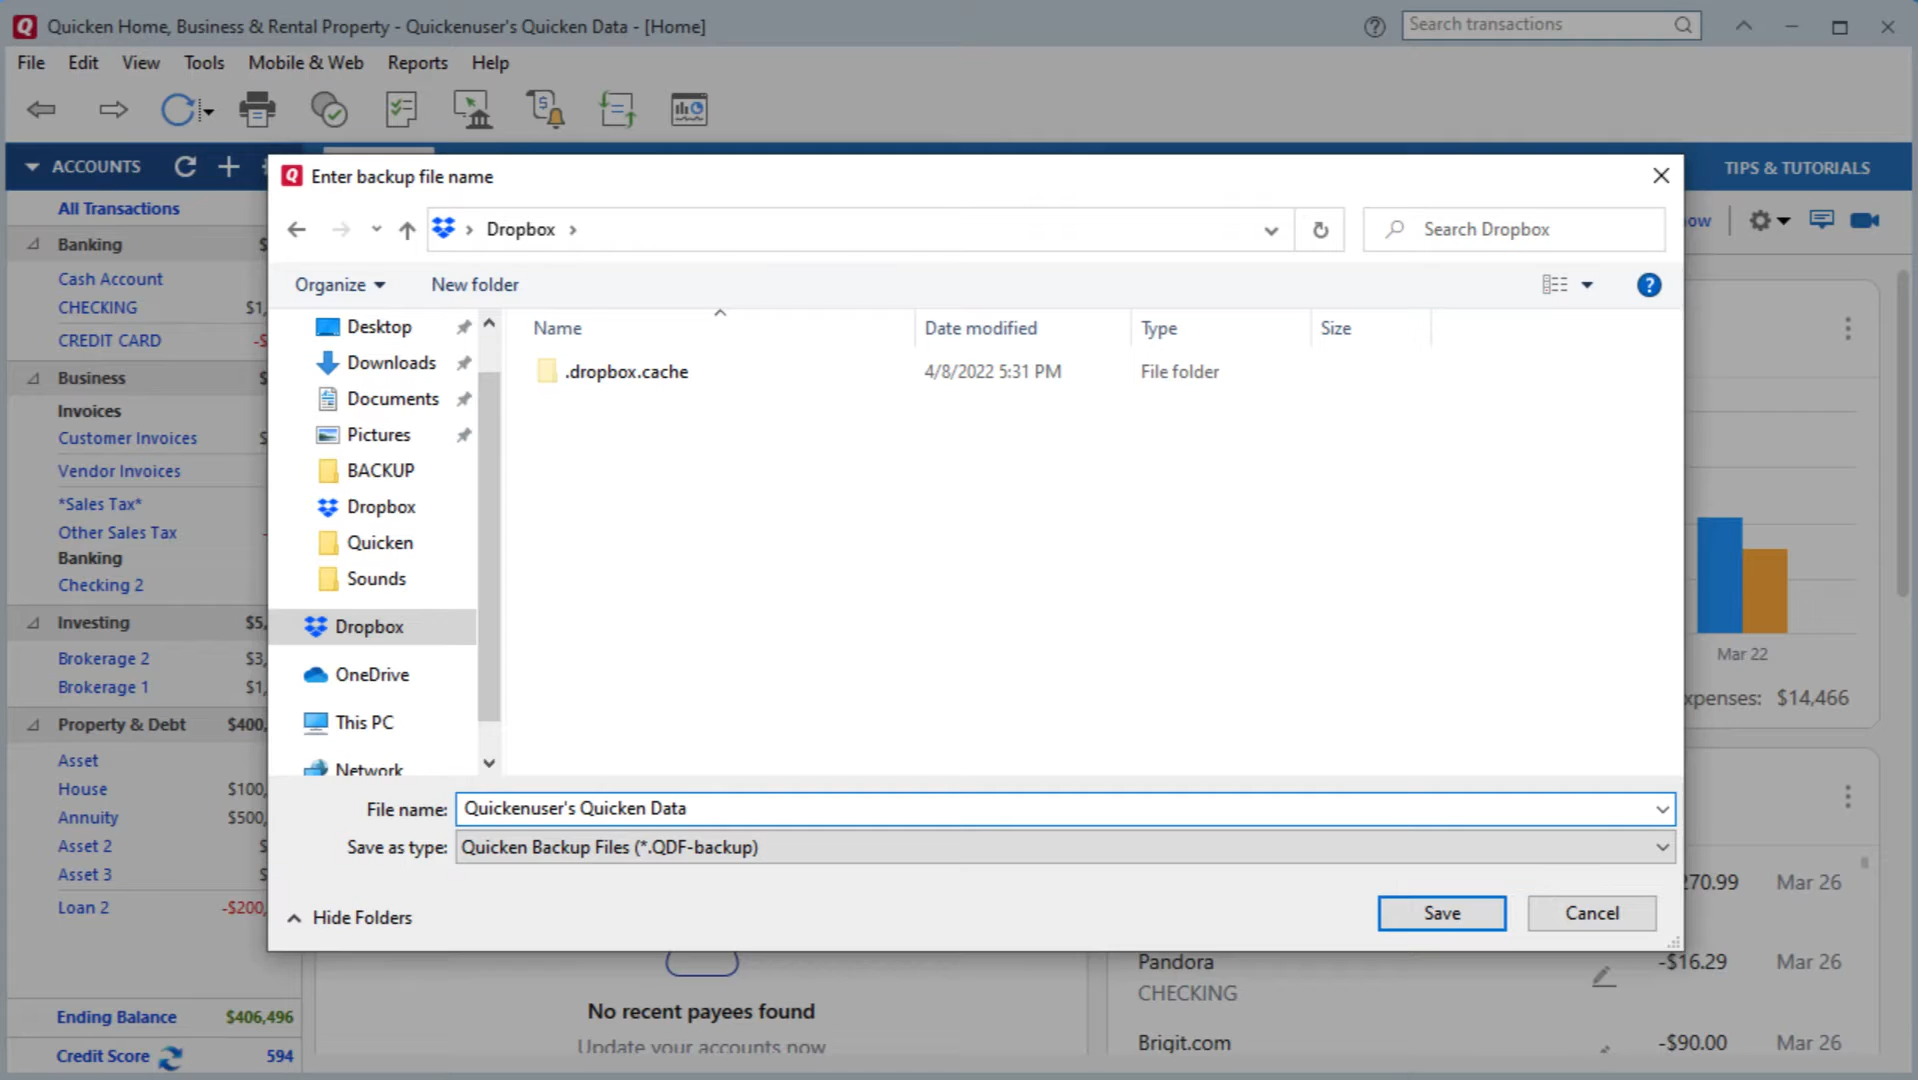 Quicken Home, Business & Rental Property - Quickenuser's Quicken Data - [Home]
Search transactions
File Edit View Tools Mobile & Web Reports Help
ACCOUNTS
TIPS & TUTORIALS
All Transactions
Banking $
Cash Account
CHECKING $1,
CREDIT CARD -$
Business $
Invoices
Customer Invoices $
Vendor Invoices
*Sales Tax*
Other Sales Tax -
Banking
Checking 2
Investing $5,
Brokerage 2 $3,
Brokerage 1 $1,
Property & Debt $400,
Asset
House $100,
Annuity $500,
Asset 2 $
Asset 3 $
Loan 2 -$200,
Ending Balance $406,496
Credit Score 594
Enter backup file name
Dropbox
Search Dropbox
Organize New folder
Name Date modified Type Size
.dropbox.cache 4/8/2022 5:31 PM File folder
Desktop
Downloads
Documents
Pictures
BACKUP
Dropbox
Quicken
Sounds
Dropbox
OneDrive
This PC
Network
File name: Quickenuser's Quicken Data
Save as type: Quicken Backup Files (*.QDF-backup)
Hide Folders
Save Cancel
ow
Mar 22
xpenses: $14,466
270.99 Mar 26
Pandora -$16.29 Mar 26
CHECKING
Brigit.com -$90.00 Mar 26
No recent payees found
Update your accounts now